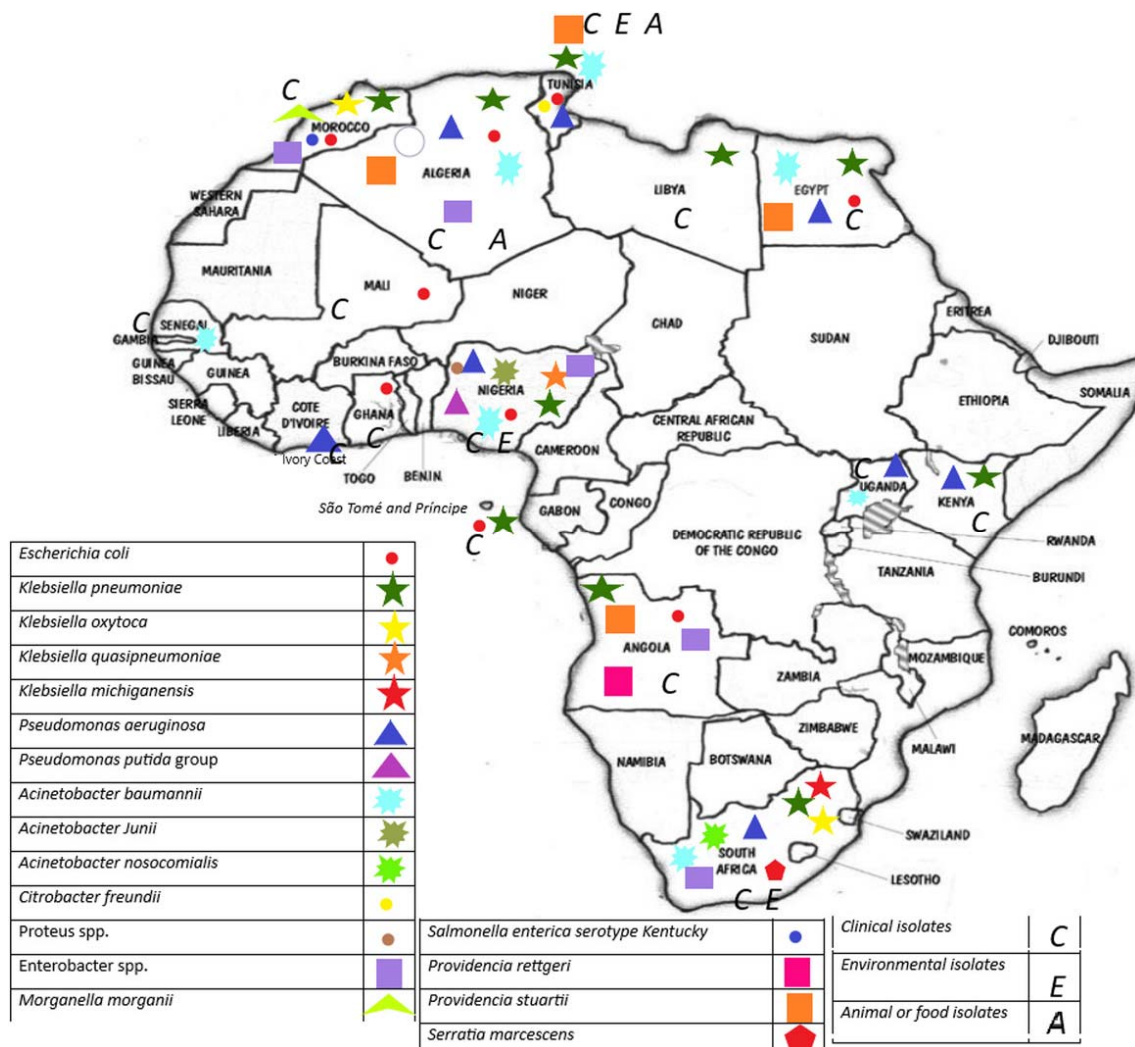 C E A
C
TUNISIA
MOROCCO
ALGERIA
LIBYA
EGYPT
WESTERN
SAHARA
C
C
C A
MAURITANIA
MALI
NIGER
CHAD
SUDAN
ERITREA
C
C
SENEGAL
GAMBIA
DJIBOUTI
GUINEA
BISSAU
GUINEA
BURKINA FASO
NIGERIA
SIERRA
LEONE
LIBERIA
COTE
D'IVOIRE
GHANA
ETHIOPIA
SOMALIA
CENTRAL AFRICAN
REPUBLIC
C
C
C E
CAMEROON
Ivory Coast
TOGO
BENIN
C
UGANDA
KENYA
C
São Tomé and Príncipe
C
GABON
CONGO
DEMOCRATIC REPUBLIC
OF THE CONGO
RWANDA
BURUNDI
TANZANIA
ANGOLA
C
COMOROS
MOZAMBIQUE
ZAMBIA
ZIMBABWE
MALAWI
MADAGASCAR
NAMIBIA
BOTSWANA
SWAZILAND
SOUTH
AFRICA
LESOTHO
C E
Escherichia coli
Klebsiella pneumoniae
Klebsiella oxytoca
Klebsiella quasipneumoniae
Klebsiella michiganensis
Pseudomonas aeruginosa
Pseudomonas putida group
Acinetobacter baumannii
Acinetobacter Junii
Acinetobacter nosocomialis
Citrobacter freundii
Proteus spp.
Enterobacter spp.
Morganella morganii
Salmonella enterica serotype Kentucky
Providencia rettgeri
Providencia stuartii
Serratia marcescens
Clinical isolates C
Environmental isolates E
Animal or food isolates A